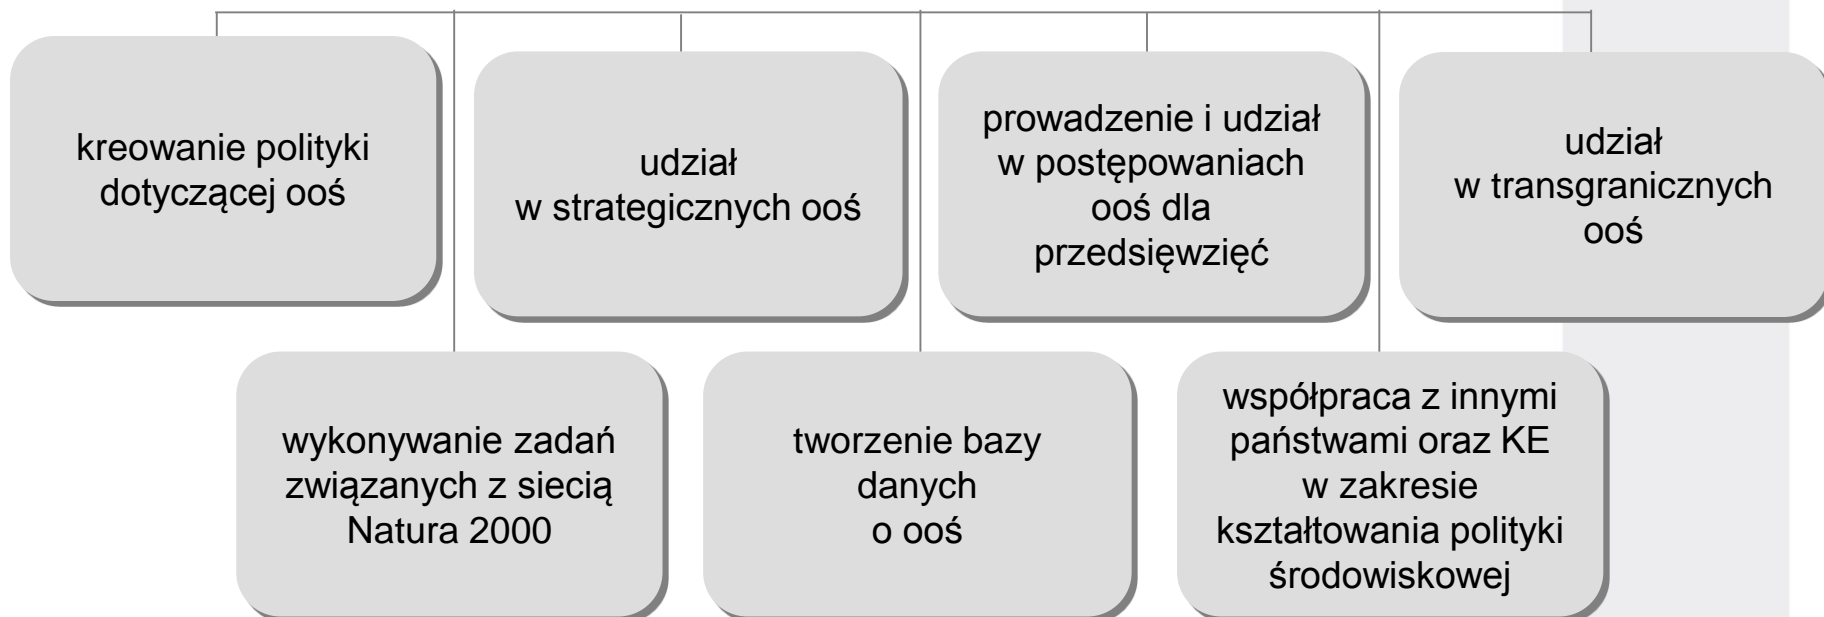 kreowanie polityki
dotyczącej ooś
udział
w strategicznych ooś
prowadzenie i udział
w postępowaniach
ooś dla
przedsięwzięć
udział
w transgranicznych
ooś
wykonywanie zadań
związanych z siecią
Natura 2000
tworzenie bazy
danych
o ooś
współpraca z innymi
państwami oraz KE
w zakresie
kształtowania polityki
środowiskowej